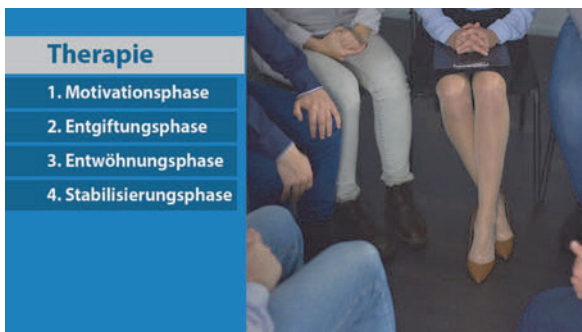 Therapie
1. Motivationsphase
2. Entgiftungsphase
3. Entwöhnungsphase
4. Stabilisierungsphase